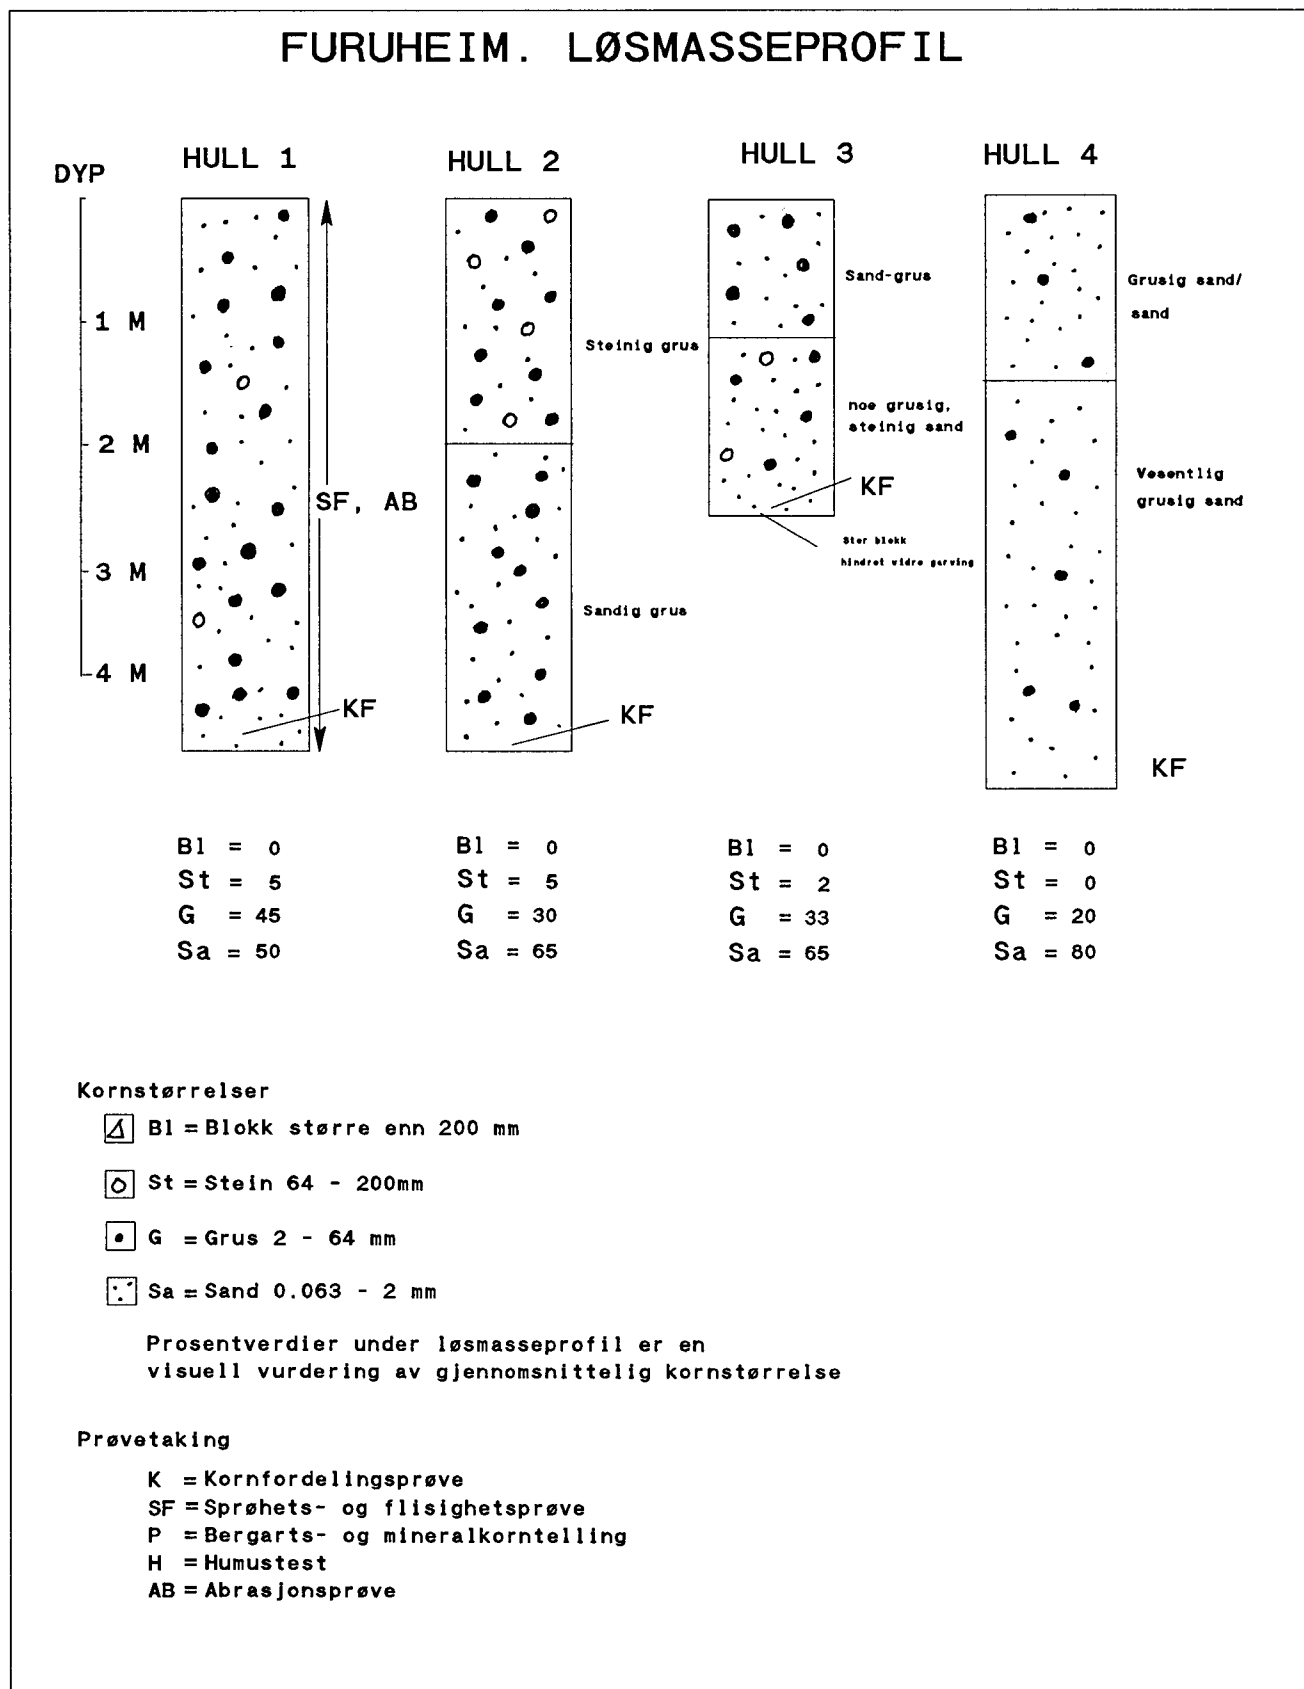 FURUHEIM. LØSMASSEPROFIL
DYP
HULL 1
HULL 2
HULL 3
HULL 4
1 M
2 M
3 M
4 M
SF, AB
KF
Steinig grus
Sandig grus
KF
Sand-grus
noe grusig,
steinig sand
KF
Stor blokk
hindret vidre garving
Grusig sand/
sand
Vesentlig
grusig sand
KF
Bl = 0
St = 5
G = 45
Sa = 50
Bl = 0
St = 5
G = 30
Sa = 65
Bl = 0
St = 2
G = 33
Sa = 65
Bl = 0
St = 0
G = 20
Sa = 80
Kornstørrelser
Bl = Blokk større enn 200 mm
St = Stein 64 - 200mm
G = Grus 2 - 64 mm
Sa = Sand 0.063 - 2 mm
Prosentverdier under løsmasseprofil er en
visuell vurdering av gjennomsnittelig kornstørrelse
Prøvetaking
K = Kornfordelingsprøve
SF = Sprøhets- og flisighetsprøve
P = Bergarts- og mineralkorntelling
H = Humustest
AB = Abrasjonsprøve